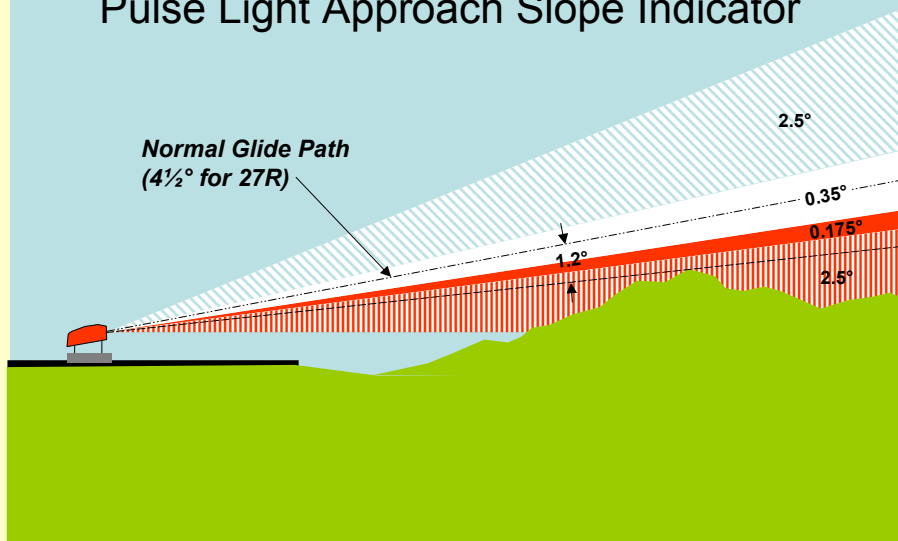 Pulse Light Approach Slope Indicator
2.5°
Normal Glide Path
(4½° for 27R)
0.35°
0.175°
1.2°
2.5°